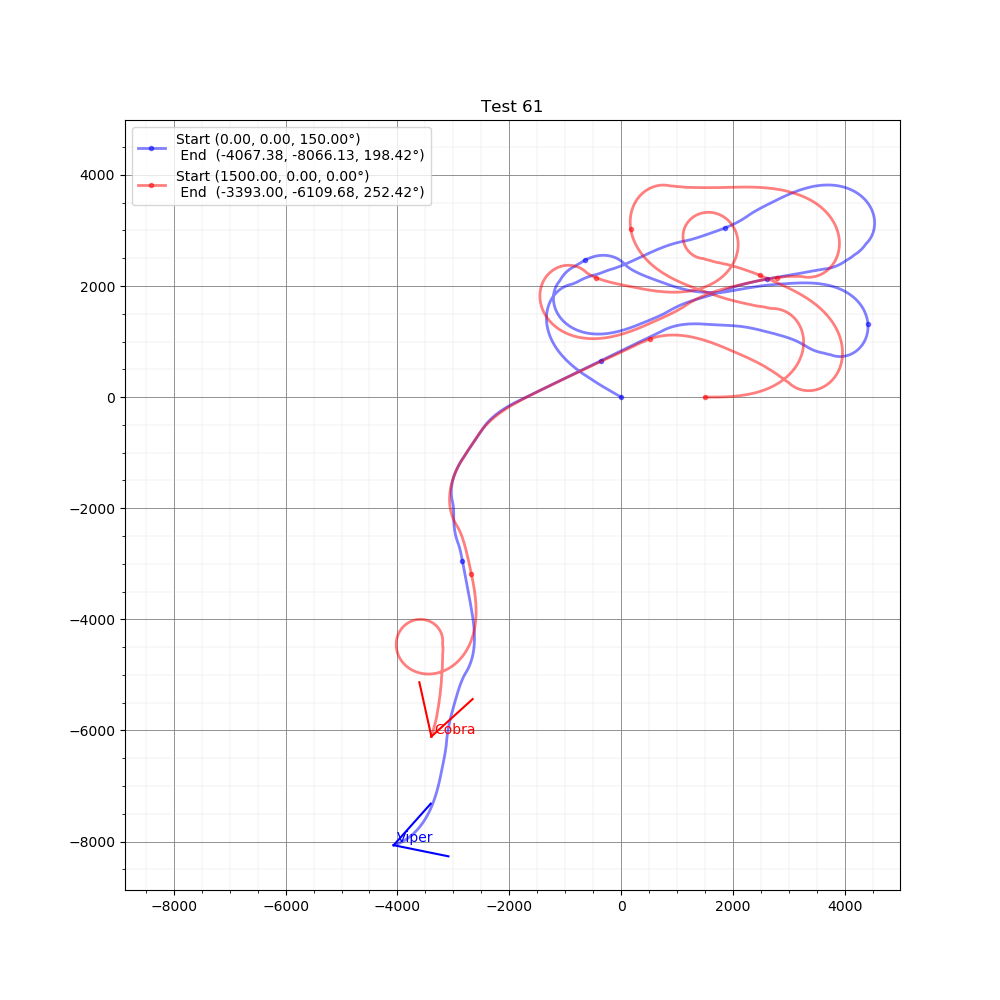 Test 61
Start (0.00, 0.00, 150.00°)
End (-4067.38, -8066.13, 198.42°)
Start (1500.00, 0.00, 0.00°)
End (-3393.00, -6109.68, 252.42°)
4000
2000
0
−2000
−4000
−6000
−8000
Cobra
Viper
−8000 −6000 −4000 −2000 0 2000 4000